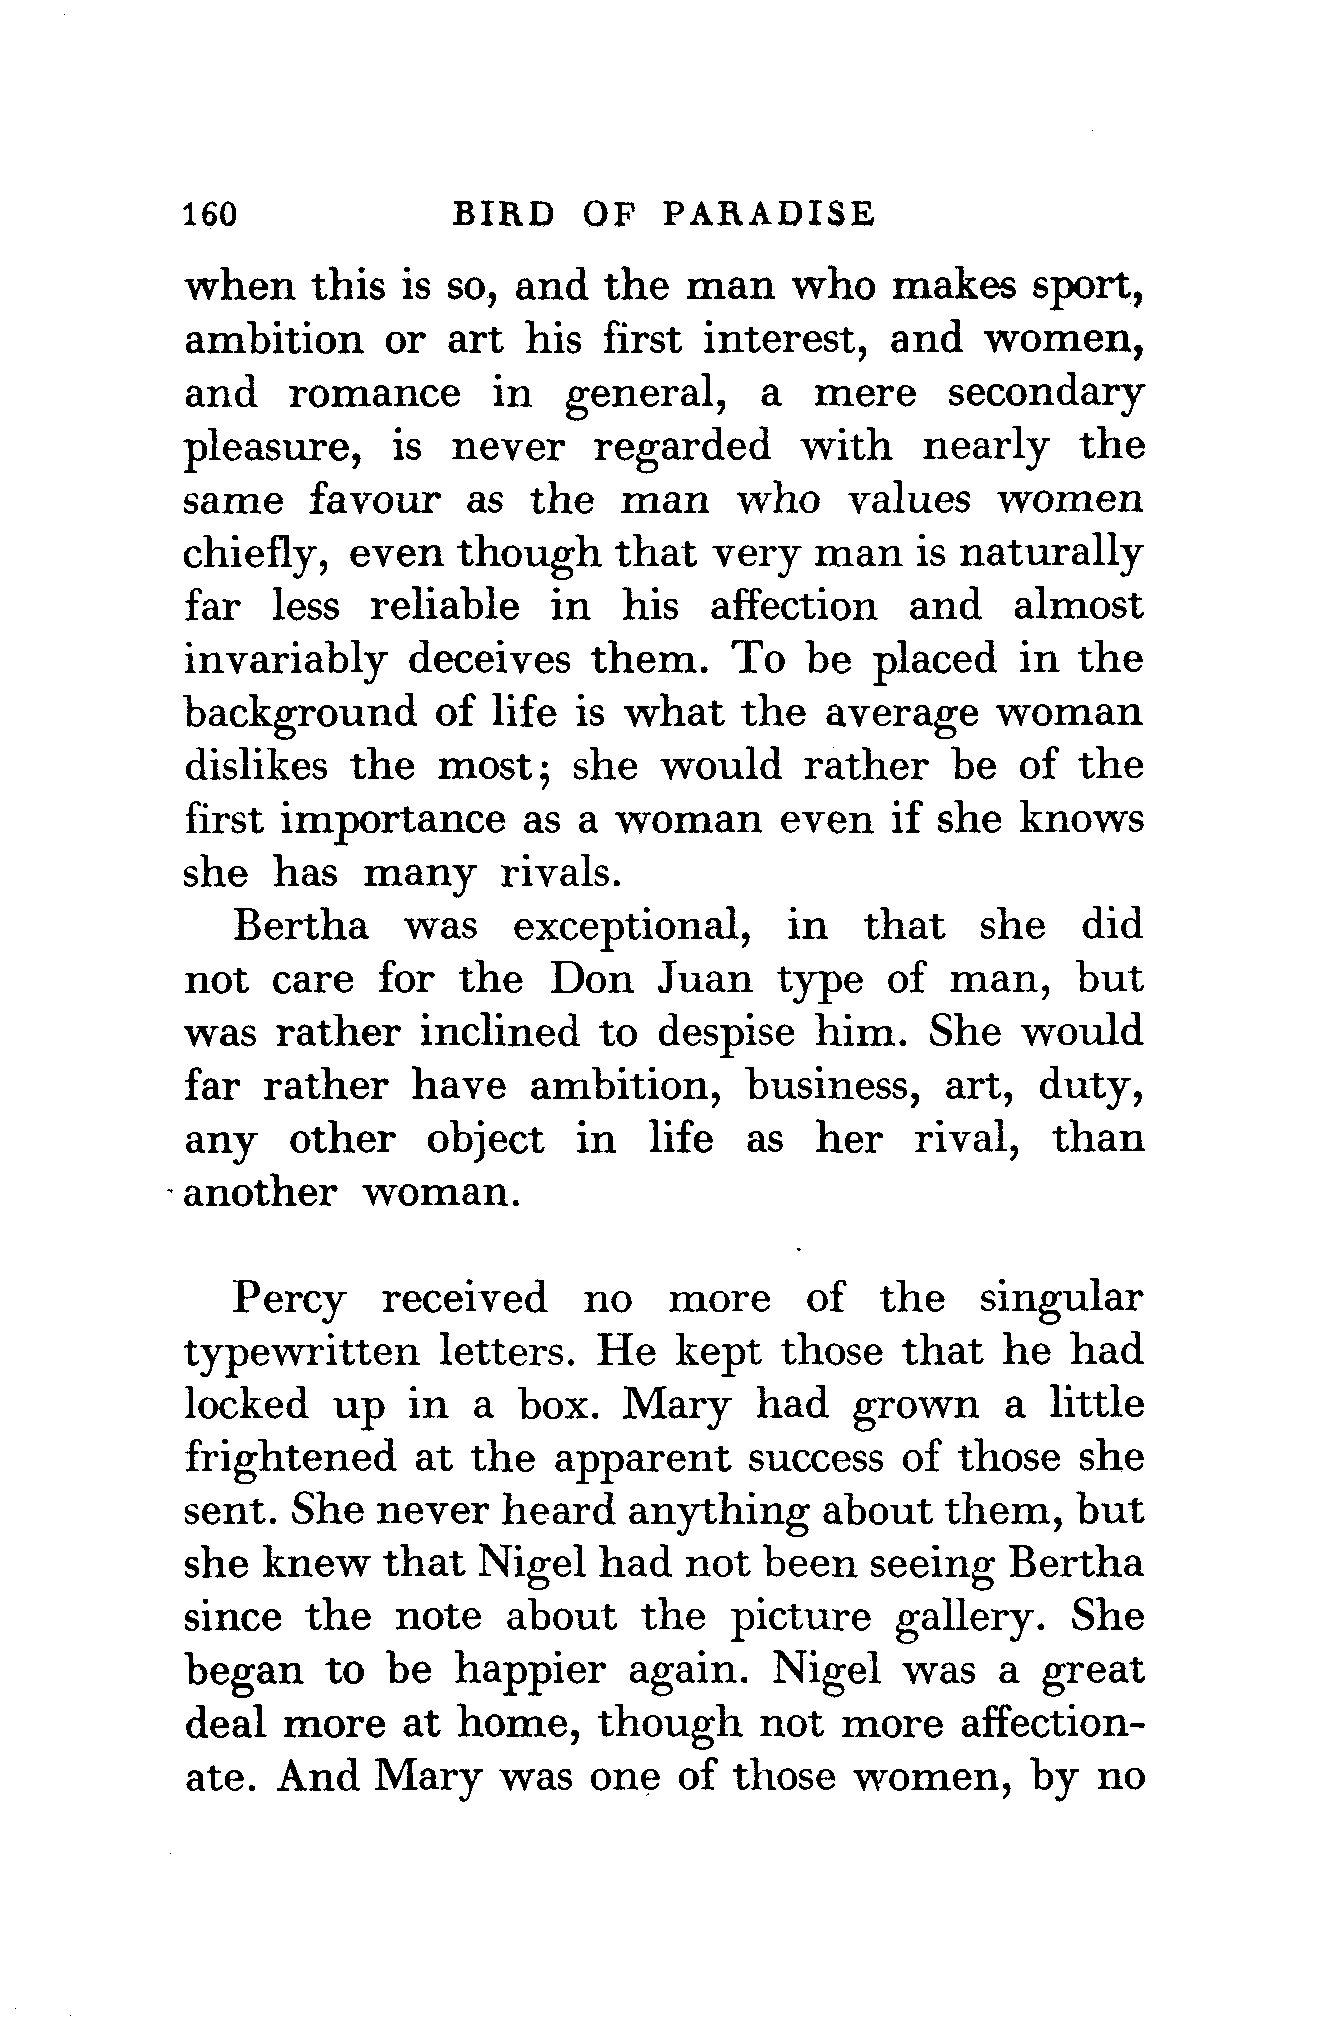 160 BIRD OF PARADISE
when this is so, and the man who makes sport,
ambition or art his first interest, and women,
and romance in general, a mere secondary
pleasure, is never regarded with nearly the
same favour as the man who values women
chiefly, even though that very man is naturally
far less reliable in his affection and almost
invariably deceives them. To be placed in the
background of life is what the average woman
dislikes the most; she would rather be of the
first importance as a woman even if she knows
she has many rivals.
Bertha was exceptional, in that she did
not care for the Don Juan type of man, but
was rather inclined to despise him. She would
far rather have ambition, business, art, duty,
any other object in life as her rival, than
another woman.
Percy received no more of the singular
typewritten letters. He kept those that he had
locked up in a box. Mary had grown a little
frightened at the apparent success of those she
sent. She never heard anything about them, but
she knew that Nigel had not been seeing Bertha
since the note about the picture gallery. She
began to be happier again. Nigel was a great
deal more at home, though not more affection-
ate. And Mary was one of those women, by no